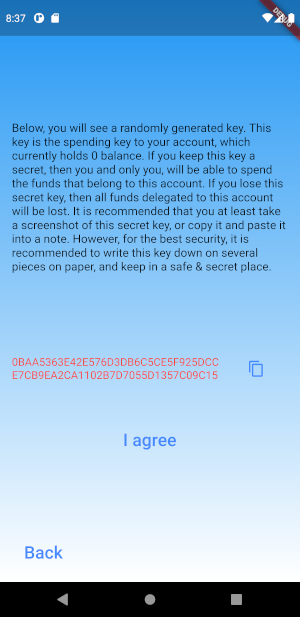 8:37
DEBUG
Below, you will see a randomly generated key. This
key is the spending key to your account, which
currently holds 0 balance. If you keep this key a
secret, then you and only you, will be able to spend
the funds that belong to this account. If you lose this
secret key, then all funds delegated to this account
will be lost. It is recommended that you at least take
a screenshot of this secret key, or copy it and paste it
into a note. However, for the best security, it is
recommended to write this key down on several
pieces on paper, and keep in a safe & secret place.
0BAA5363E42E576D3DB6C5CE5F925DCC
E7CB9EA2CA1102B7D7055D1357C09C15
I agree
Back